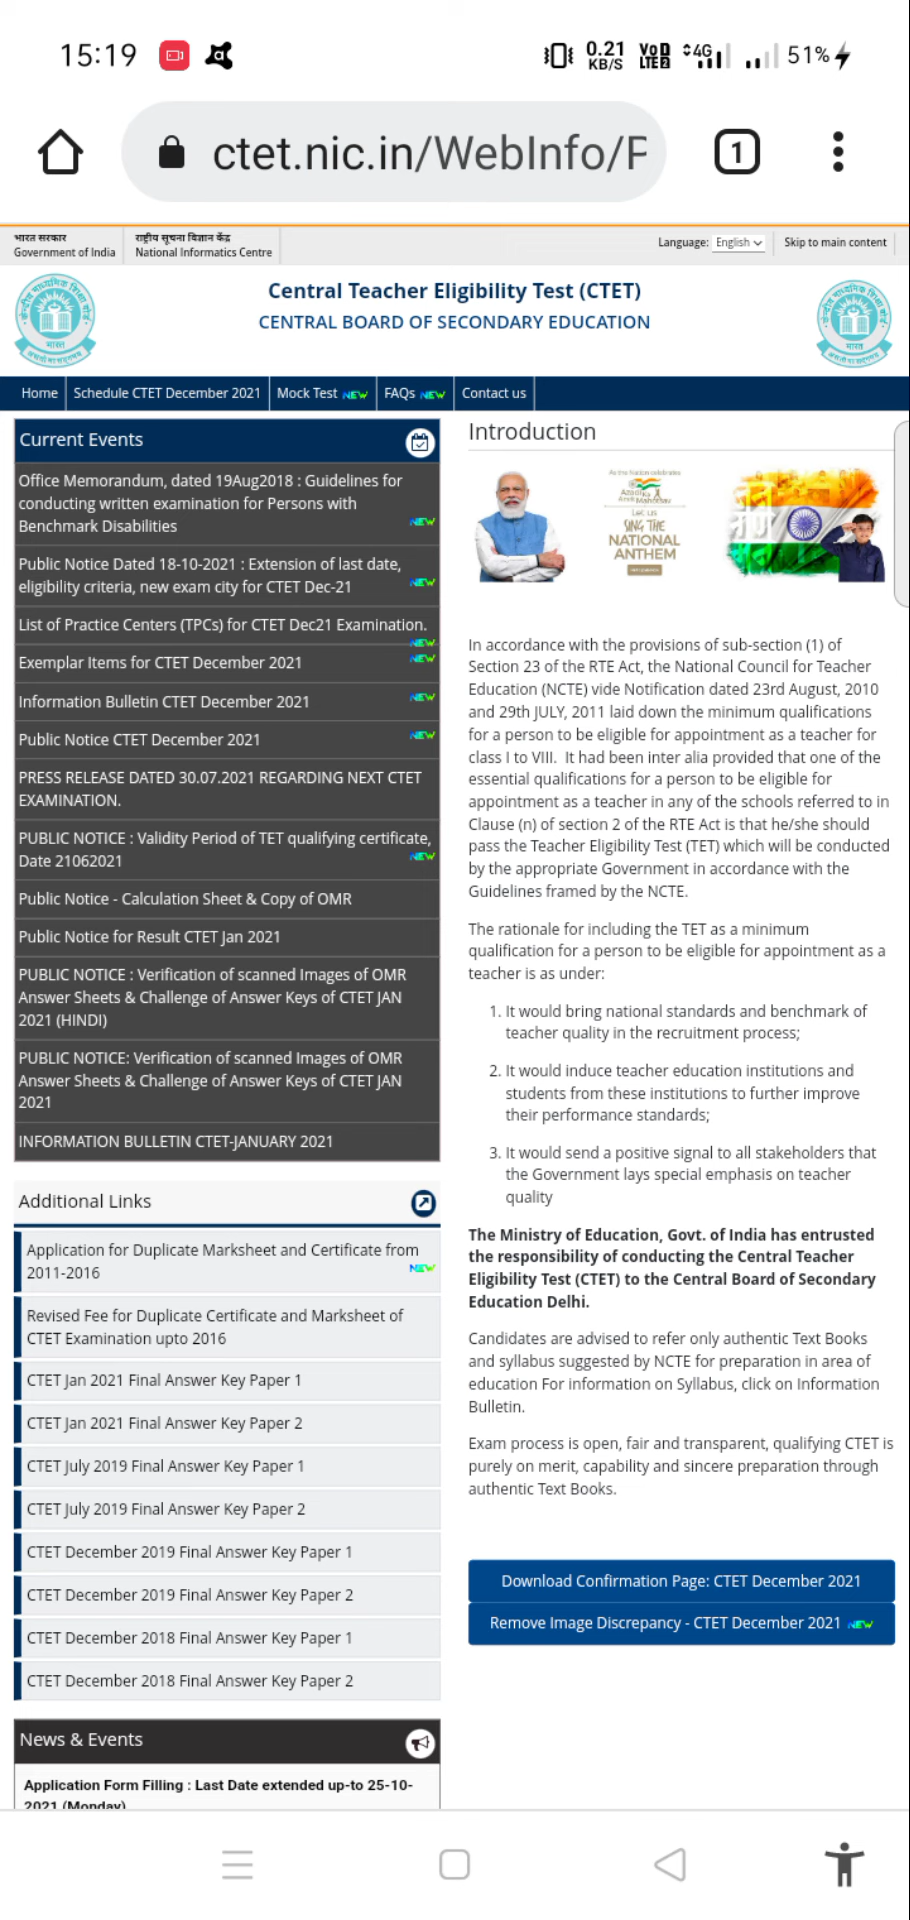 15:19
0.21
KB/S
VoD
LTE2
4G
51%
ctet.nic.in/WebInfo/F
1
भारत सरकार
Government of India
राष्ट्रीय सूचना विज्ञान केंद्र
National Informatics Centre
Language: English
Skip to main content
Central Teacher Eligibility Test (CTET)
CENTRAL BOARD OF SECONDARY EDUCATION
भारत
भारत
Home
Schedule CTET December 2021
Mock Test NEW
FAQs NEW
Contact us
Current Events
Office Memorandum, dated 19Aug2018 : Guidelines for
conducting written examination for Persons with
Benchmark Disabilities NEW
Public Notice Dated 18-10-2021 : Extension of last date,
eligibility criteria, new exam city for CTET Dec-21 NEW
List of Practice Centers (TPCs) for CTET Dec21 Examination.
NEW
Exemplar Items for CTET December 2021 NEW
Information Bulletin CTET December 2021 NEW
Public Notice CTET December 2021 NEW
PRESS RELEASE DATED 30.07.2021 REGARDING NEXT CTET
EXAMINATION.
PUBLIC NOTICE : Validity Period of TET qualifying certificate,
Date 21062021 NEW
Public Notice - Calculation Sheet & Copy of OMR
Public Notice for Result CTET Jan 2021
PUBLIC NOTICE : Verification of scanned Images of OMR
Answer Sheets & Challenge of Answer Keys of CTET JAN
2021 (HINDI)
PUBLIC NOTICE: Verification of scanned Images of OMR
Answer Sheets & Challenge of Answer Keys of CTET JAN
2021
INFORMATION BULLETIN CTET-JANUARY 2021
Additional Links
Application for Duplicate Marksheet and Certificate from
2011-2016 NEW
Revised Fee for Duplicate Certificate and Marksheet of
CTET Examination upto 2016
CTET Jan 2021 Final Answer Key Paper 1
CTET Jan 2021 Final Answer Key Paper 2
CTET July 2019 Final Answer Key Paper 1
CTET July 2019 Final Answer Key Paper 2
CTET December 2019 Final Answer Key Paper 1
CTET December 2019 Final Answer Key Paper 2
CTET December 2018 Final Answer Key Paper 1
CTET December 2018 Final Answer Key Paper 2
News & Events
Application Form Filling : Last Date extended up-to 25-10-
2021 (Monday)
Introduction
As the Nation celebrates
Azadi Ka
Amrit Mahotsav
Let us
SING THE
NATIONAL
ANTHEM
In accordance with the provisions of sub-section (1) of
Section 23 of the RTE Act, the National Council for Teacher
Education (NCTE) vide Notification dated 23rd August, 2010
and 29th JULY, 2011 laid down the minimum qualifications
for a person to be eligible for appointment as a teacher for
class I to VIII. It had been inter alia provided that one of the
essential qualifications for a person to be eligible for
appointment as a teacher in any of the schools referred to in
Clause (n) of section 2 of the RTE Act is that he/she should
pass the Teacher Eligibility Test (TET) which will be conducted
by the appropriate Government in accordance with the
Guidelines framed by the NCTE.
The rationale for including the TET as a minimum
qualification for a person to be eligible for appointment as a
teacher is as under:
1. It would bring national standards and benchmark of
teacher quality in the recruitment process;
2. It would induce teacher education institutions and
students from these institutions to further improve
their performance standards;
3. It would send a positive signal to all stakeholders that
the Government lays special emphasis on teacher
quality
The Ministry of Education, Govt. of India has entrusted
the responsibility of conducting the Central Teacher
Eligibility Test (CTET) to the Central Board of Secondary
Education Delhi.
Candidates are advised to refer only authentic Text Books
and syllabus suggested by NCTE for preparation in area of
education For information on Syllabus, click on Information
Bulletin.
Exam process is open, fair and transparent, qualifying CTET is
purely on merit, capability and sincere preparation through
authentic Text Books.
Download Confirmation Page: CTET December 2021
Remove Image Discrepancy - CTET December 2021 NEW